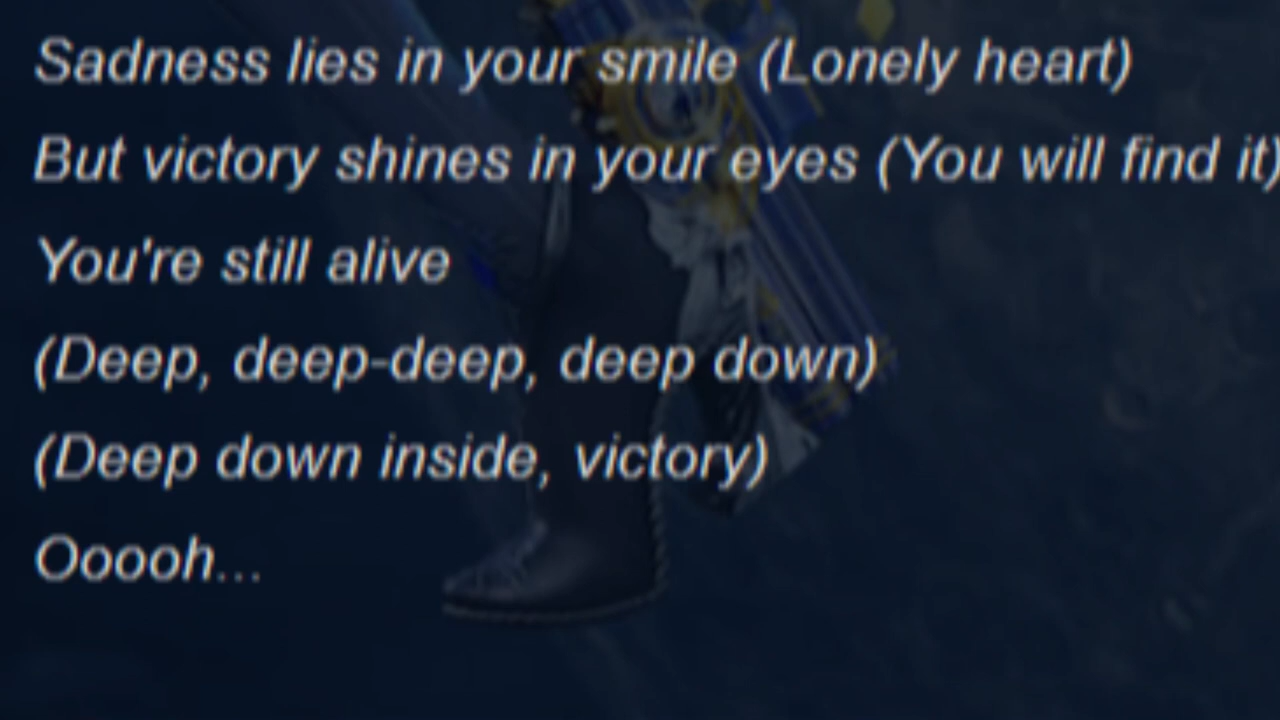 Sadness lies in your smile (Lonely heart)
But victory shines in your eyes (You will find it)
You're still alive
(Deep, deep-deep, deep down)
(Deep down inside, victory)
Ooooh...